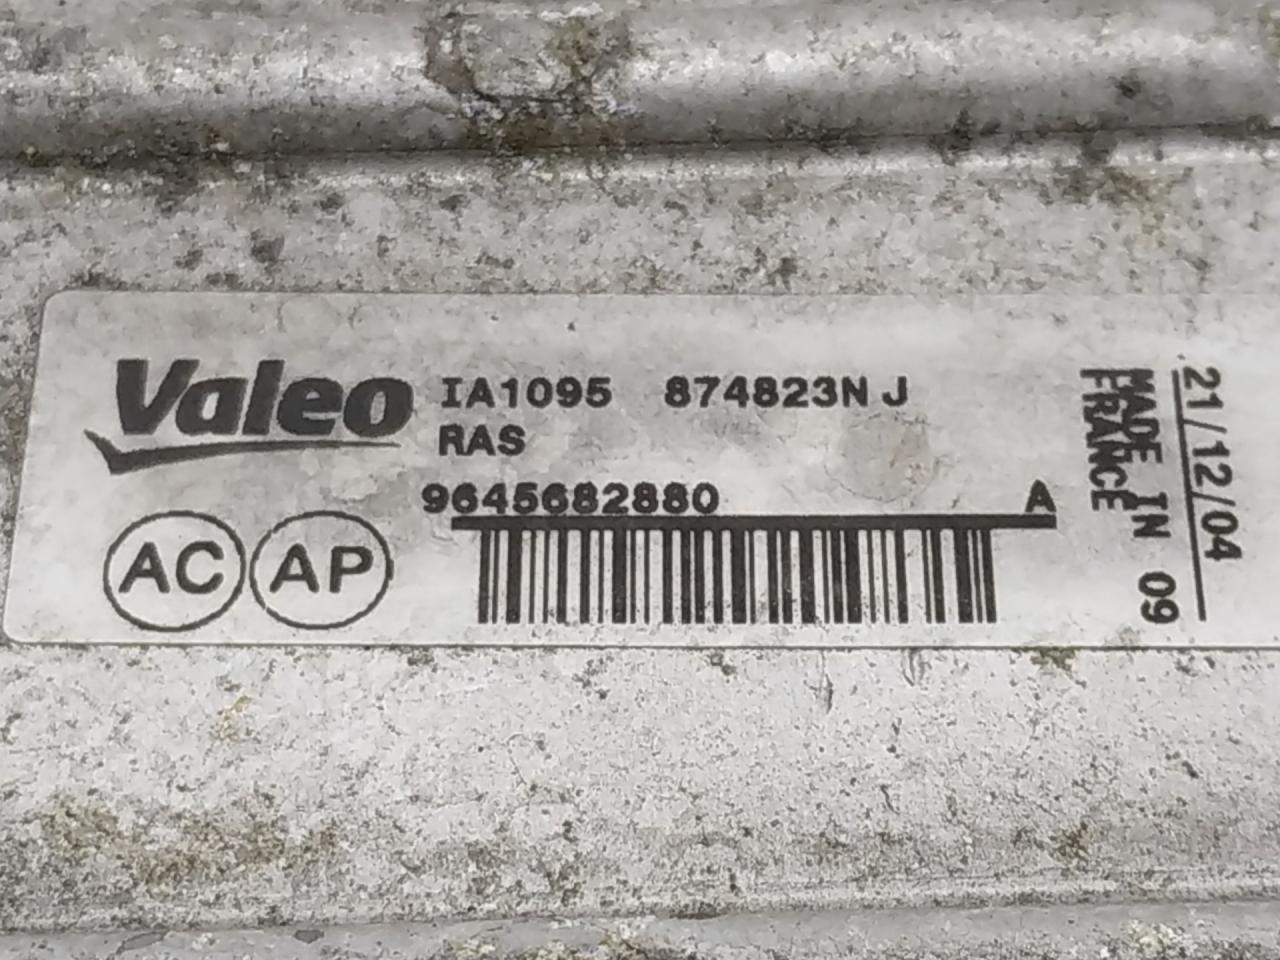 Valeo IA1095 874823N J
RAS
9645682880 A
AC AP
21/12/04
MADE IN 09
FRANCE